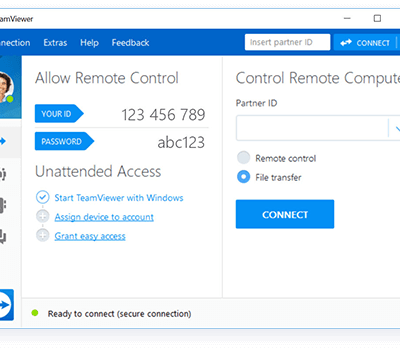 TeamViewer
nnection Extras Help Feedback
insert partner ID
CONNECT
Allow Remote Control
YOUR ID 123 456 789
PASSWORD abc123
Unattended Access
Start TeamViewer with Windows
Assign device to account
Grant easy access
Control Remote Compute
Partner ID
Remote control
File transfer
CONNECT
Ready to connect (secure connection)